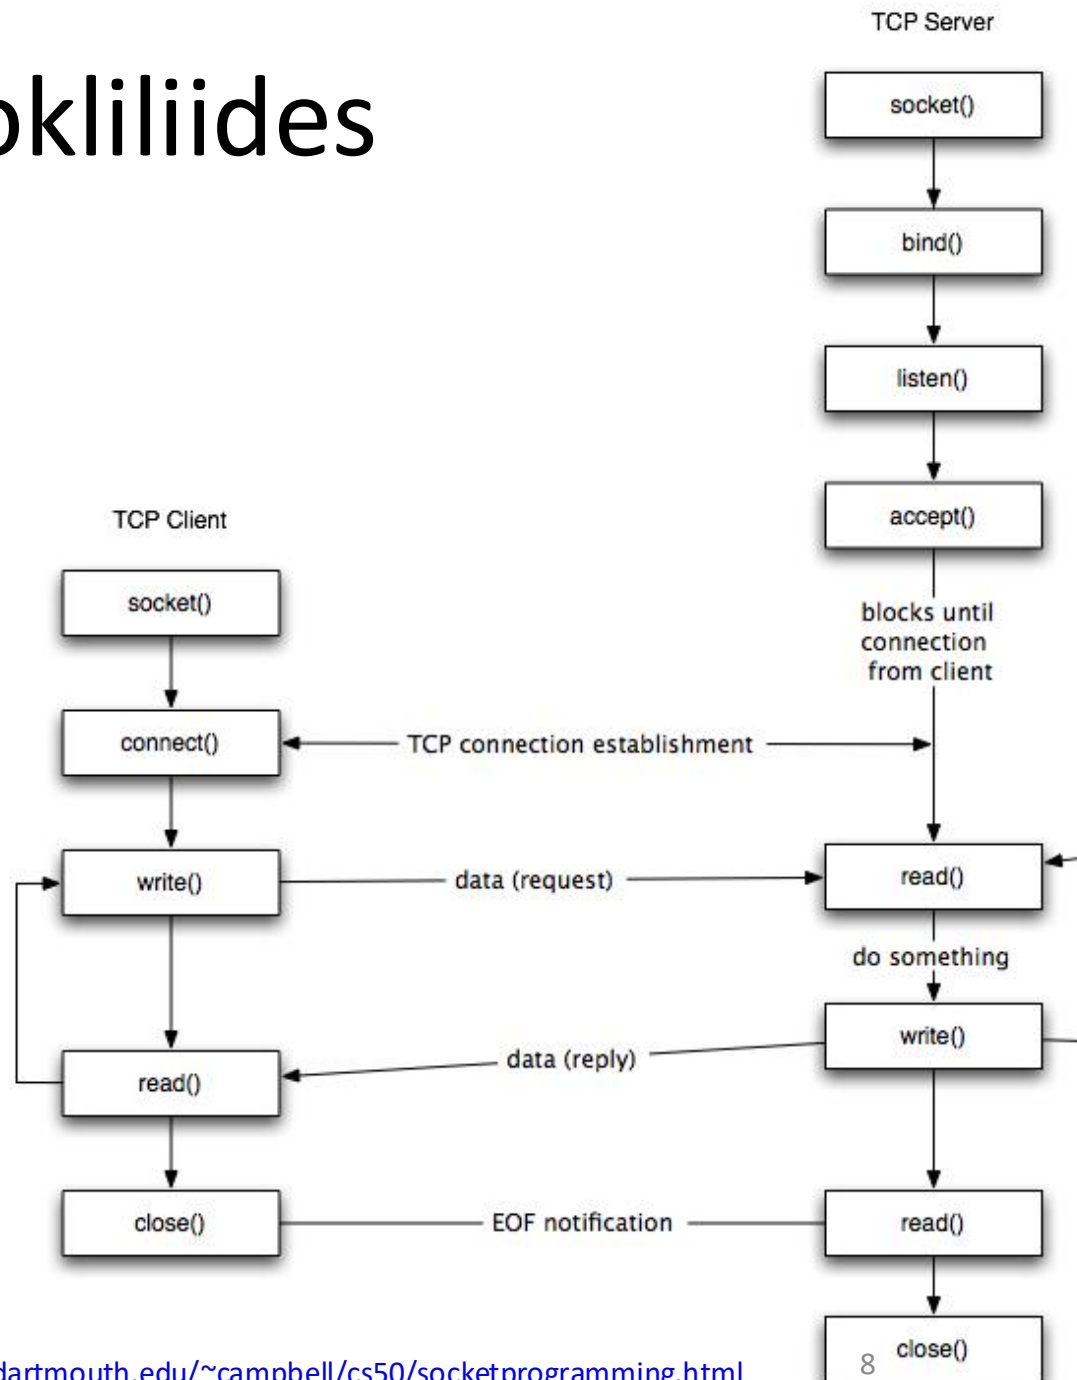 okliliides
TCP Server
socket()
bind()
listen()
accept()
blocks until
connection
from client
TCP Client
socket()
connect()
TCP connection establishment
write()
data (request)
read()
do something
write()
data (reply)
read()
close()
EOF notification
read()
close()
dartmouth.edu/~campbell/cs50/socketprogramming.html
8